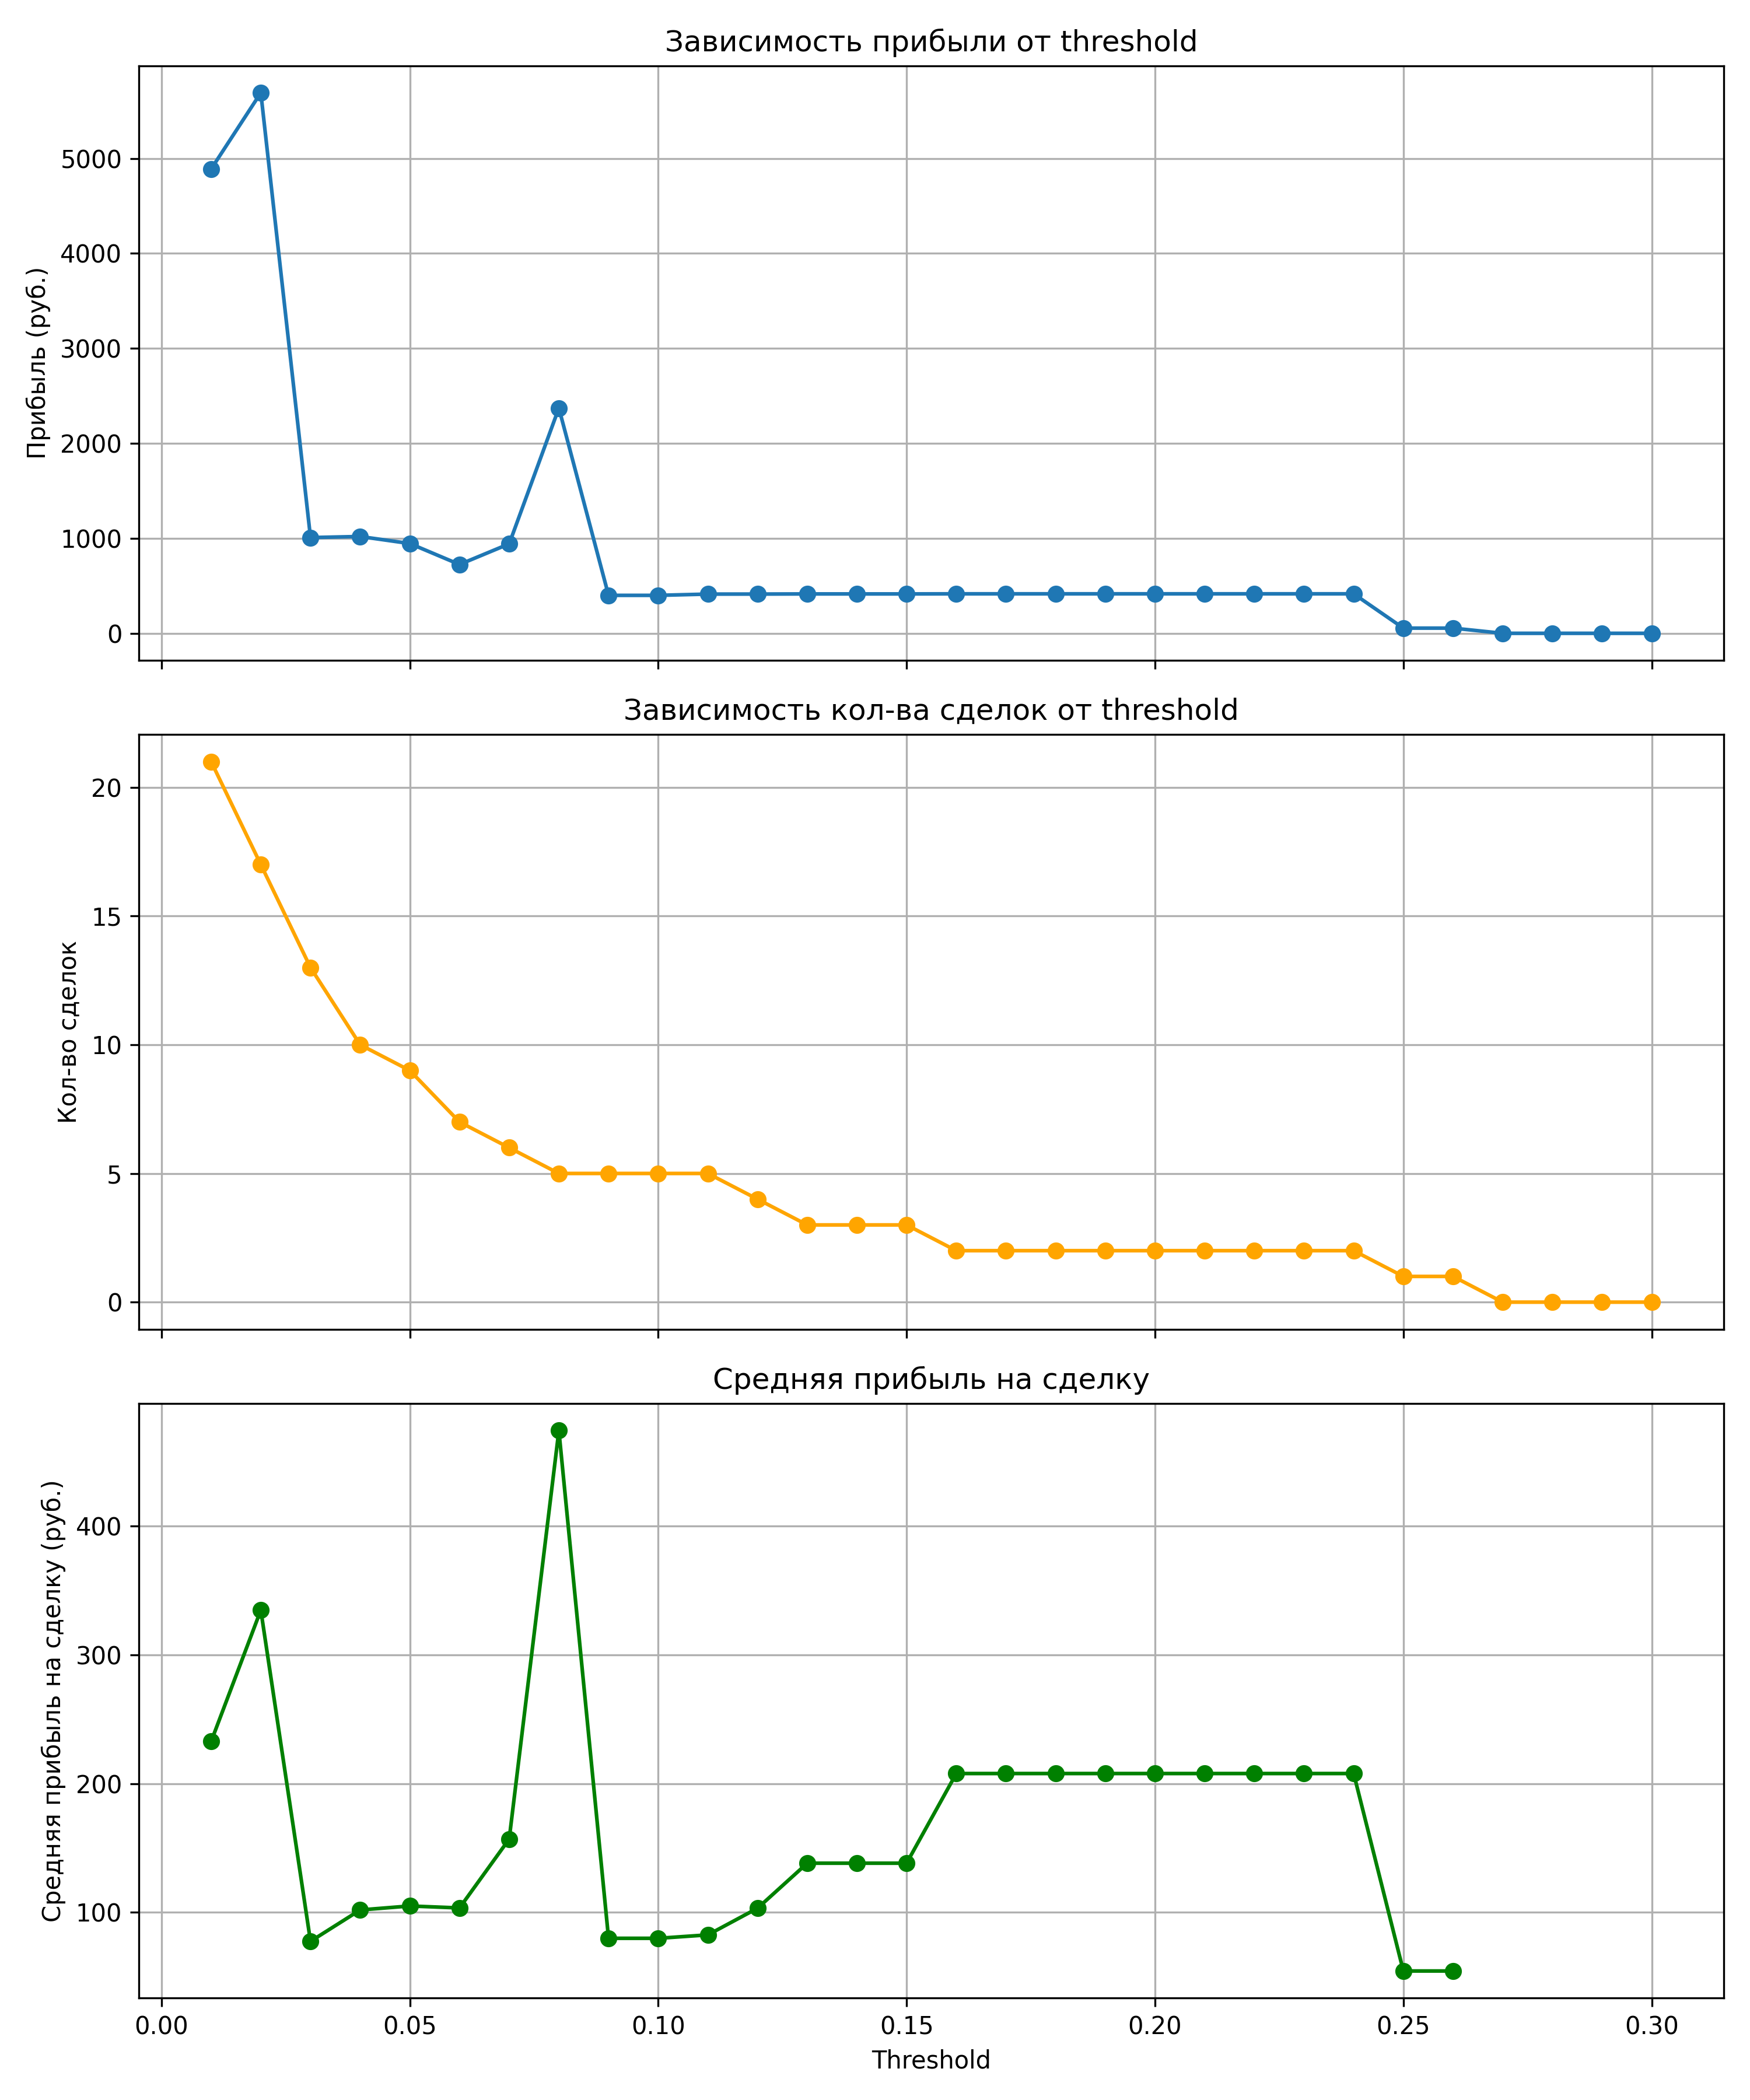 Зависимость прибыли от threshold
Прибыль (руб.)
5000
4000
3000
2000
1000
0
Зависимость кол-ва сделок от threshold
Кол-во сделок
20
15
10
5
0
Средняя прибыль на сделку
Средняя прибыль на сделку (руб.)
400
300
200
100
0.00 0.05 0.10 0.15 0.20 0.25 0.30
Threshold